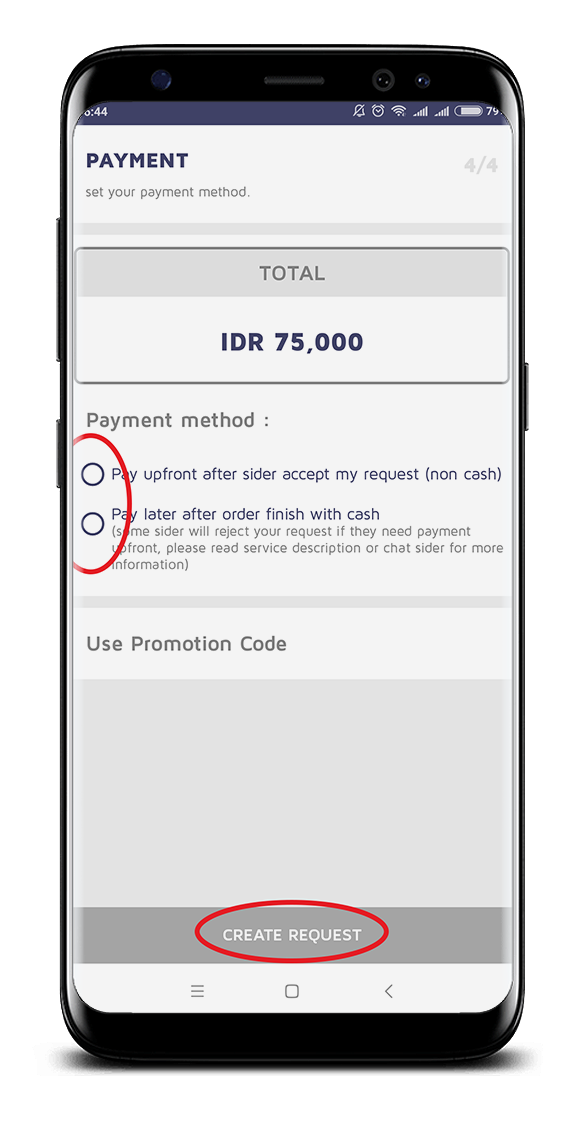 6:44 79
PAYMENT 4/4
set your payment method.
TOTAL
IDR 75,000
Payment method :
Pay upfront after sider accept my request (non cash)
Pay later after order finish with cash
(some sider will reject your request if they need payment
upfront, please read service description or chat sider for more
information)
Use Promotion Code
CREATE REQUEST